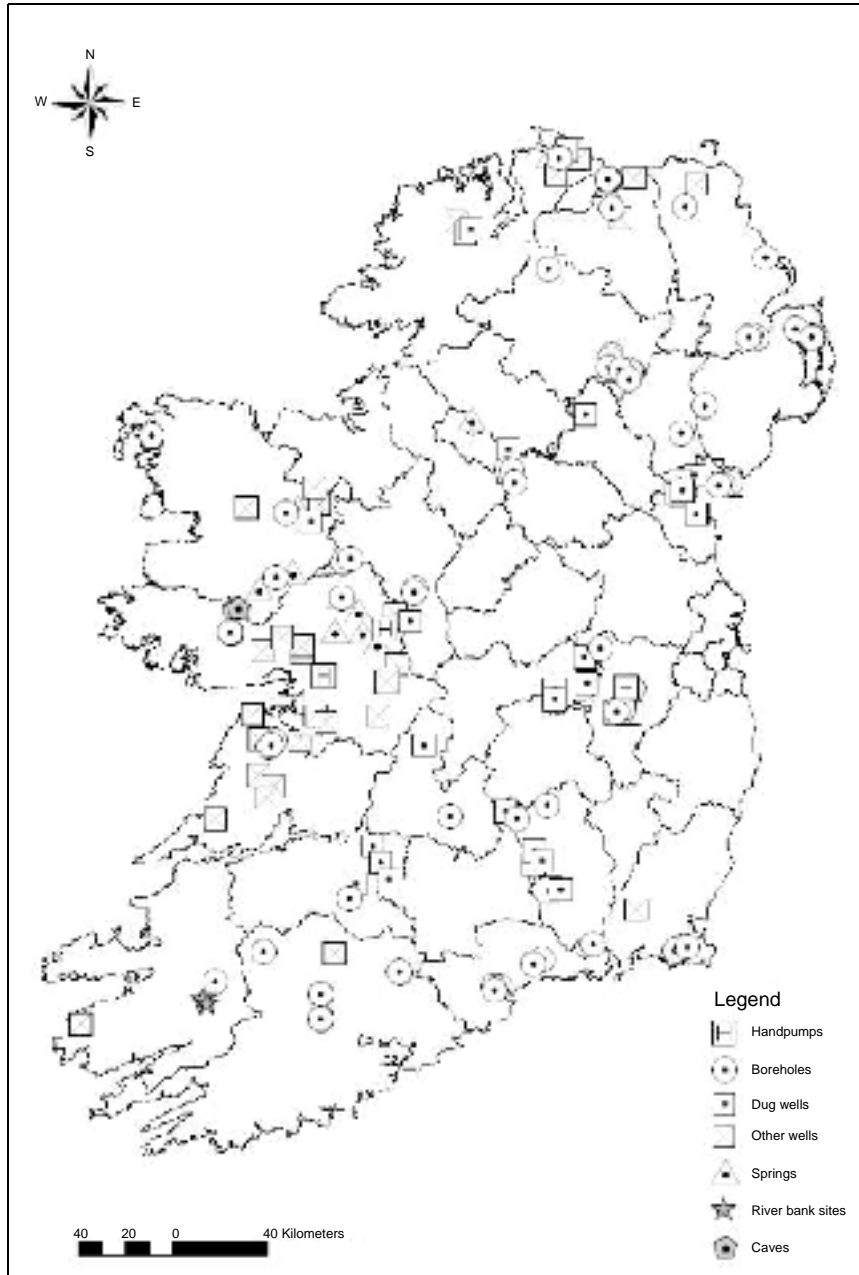 N
W E
S
Legend
Handpumps
Boreholes
Dug wells
Other wells
Springs
River bank sites
Caves
40 20 0 40 Kilometers